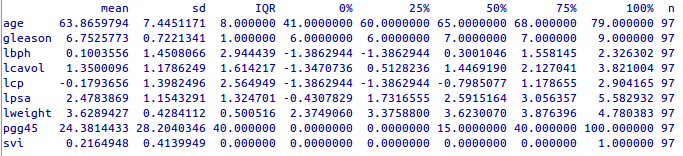 mean sd IQR 0% 25% 50% 75% 100% n
age 63.8659794 7.4451171 8.000000 41.0000000 60.0000000 65.0000000 68.000000 79.000000 97
gleason 6.7525773 0.7221341 1.000000 6.0000000 6.0000000 7.0000000 7.000000 9.000000 97
lbph 0.1003556 1.4508066 2.944439 -1.3862944 -1.3862944 0.3001046 1.558145 2.326302 97
lcavol 1.3500096 1.1786249 1.614217 -1.3470736 0.5128236 1.4469190 2.127041 3.821004 97
lcp -0.1793656 1.3982496 2.564949 -1.3862944 -1.3862944 -0.7985077 1.178655 2.904165 97
lpsa 2.4783869 1.1543291 1.324701 -0.4307829 1.7316555 2.5915164 3.056357 5.582932 97
lweight 3.6289427 0.4284112 0.500516 2.3749060 3.3758800 3.6230070 3.876396 4.780383 97
pgg45 24.3814433 28.2040346 40.000000 0.0000000 0.0000000 15.0000000 40.000000 100.000000 97
svi 0.2164948 0.4139949 0.000000 0.0000000 0.0000000 0.0000000 0.000000 1.000000 97